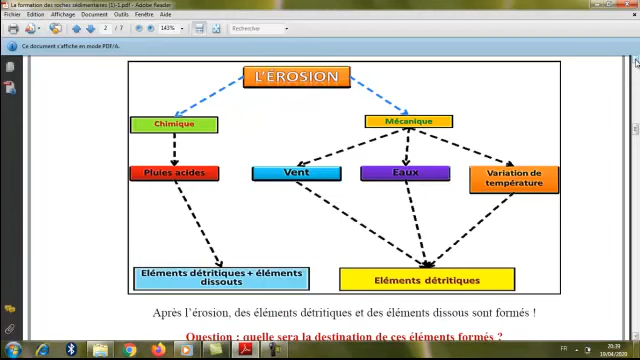 La formation des roches sédimentaires (1)-1.pdf - Adobe Reader
Fichier Edition Affichage Document Outils Fenêtre Aide
2 / 7 143% Rechercher
Ce document s'affiche en mode PDF/A.
L'ÉROSION
Chimique
Mécanique
Pluies acides
Vent
Eaux
Variation de
température
Eléments détritiques + éléments
dissouts
Eléments détritiques
Après l'érosion, des éléments détritiques et des éléments dissous sont formés !
Question : quelle sera la destination de ces éléments formés ?
FR
20:39
19/04/2020